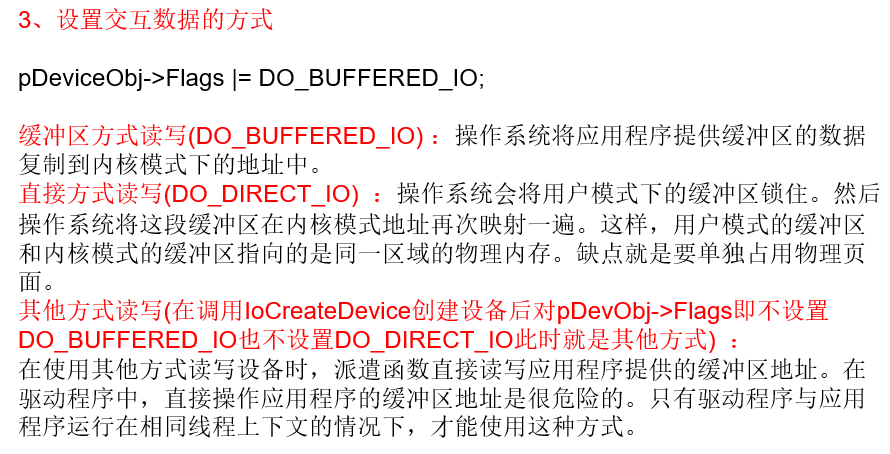 3、设置交互数据的方式
pDeviceObj->Flags |= DO_BUFFERED_IO;
缓冲区方式读写(DO_BUFFERED_IO) ：操作系统将应用程序提供缓冲区的数据
复制到内核模式下的地址中。
直接方式读写(DO_DIRECT_IO) ：操作系统会将用户模式下的缓冲区锁住。然后
操作系统将这段缓冲区在内核模式地址再次映射一遍。这样，用户模式的缓冲区
和内核模式的缓冲区指向的是同一区域的物理内存。缺点就是要单独占用物理页
面。
其他方式读写(在调用IoCreateDevice创建设备后对pDevObj->Flags即不设置
DO_BUFFERED_IO也不设置DO_DIRECT_IO此时就是其他方式) ：
在使用其他方式读写设备时，派遣函数直接读写应用程序提供的缓冲区地址。在
驱动程序中，直接操作应用程序的缓冲区地址是很危险的。只有驱动程序与应用
程序运行在相同线程上下文的情况下，才能使用这种方式。